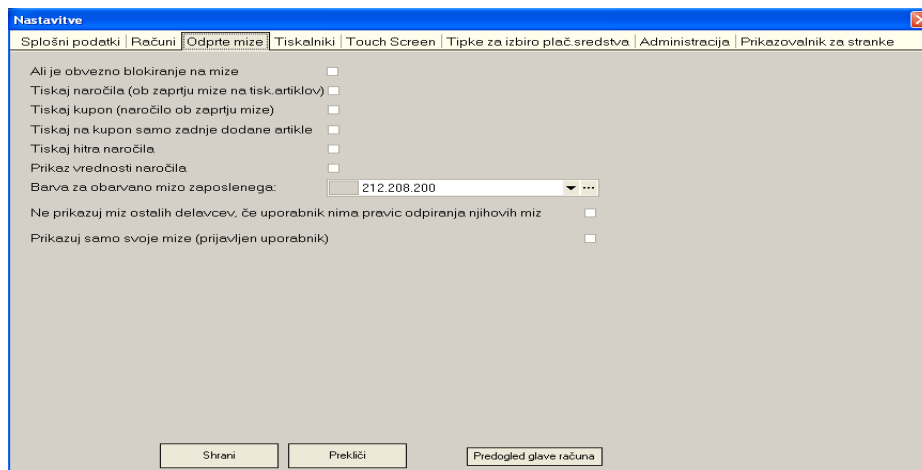 Nastavitve
Splošni podatki Računi Odprte mize Tiskalniki Touch Screen Tipke za izbiro plač.sredstva Administracija Prikazovalnik za stranke
Ali je obvezno blokiranje na mize
Tiskaj naročila (ob zaprtju mize na tisk.artiklov)
Tiskaj kupon (naročilo ob zaprtju mize)
Tiskaj na kupon samo zadnje dodane artikle
Tiskaj hitra naročila
Prikaz vrednosti naročila
Barva za obarvano mizo zaposlenega: 212.208.200
Ne prikazuj miz ostalih delavcev, če uporabnik nima pravic odpiranja njihovih miz
Prikazuj samo svoje mize (prijavljen uporabnik)
Shrani Prekliči Predogled glave računa